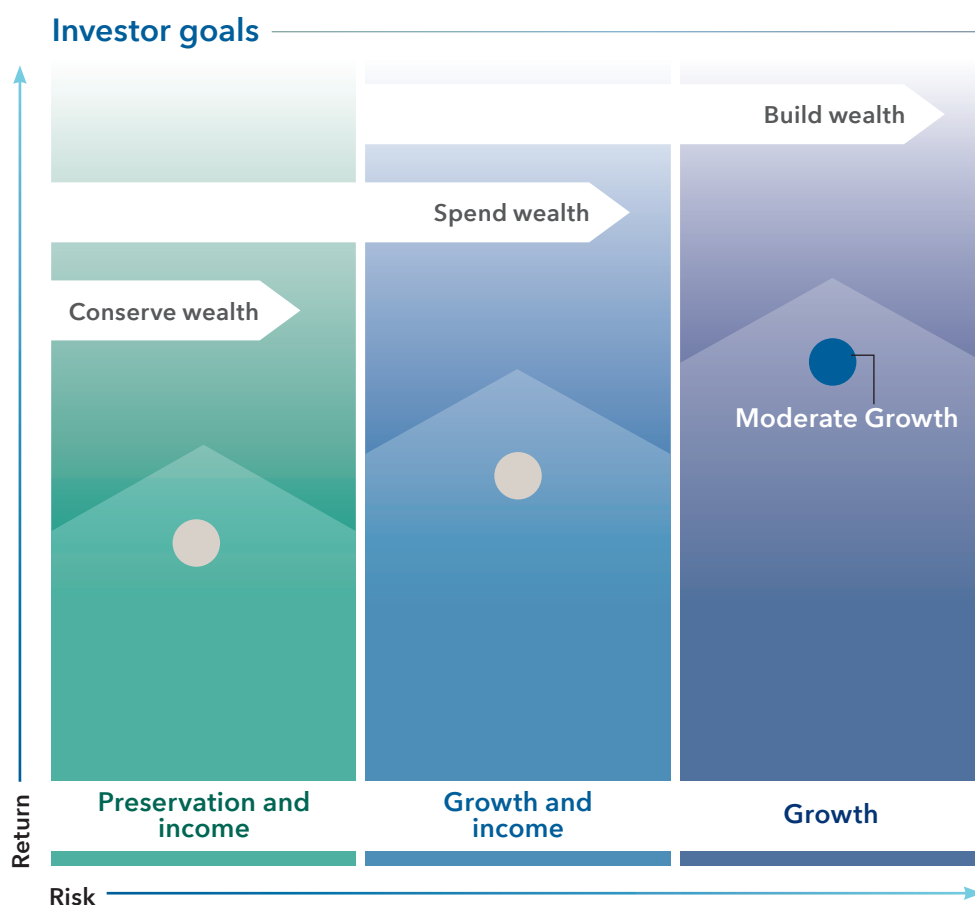 Investor goals
Build wealth
Spend wealth
Conserve wealth
Moderate Growth
Preservation and
income
Growth and
income
Growth
Return
Risk